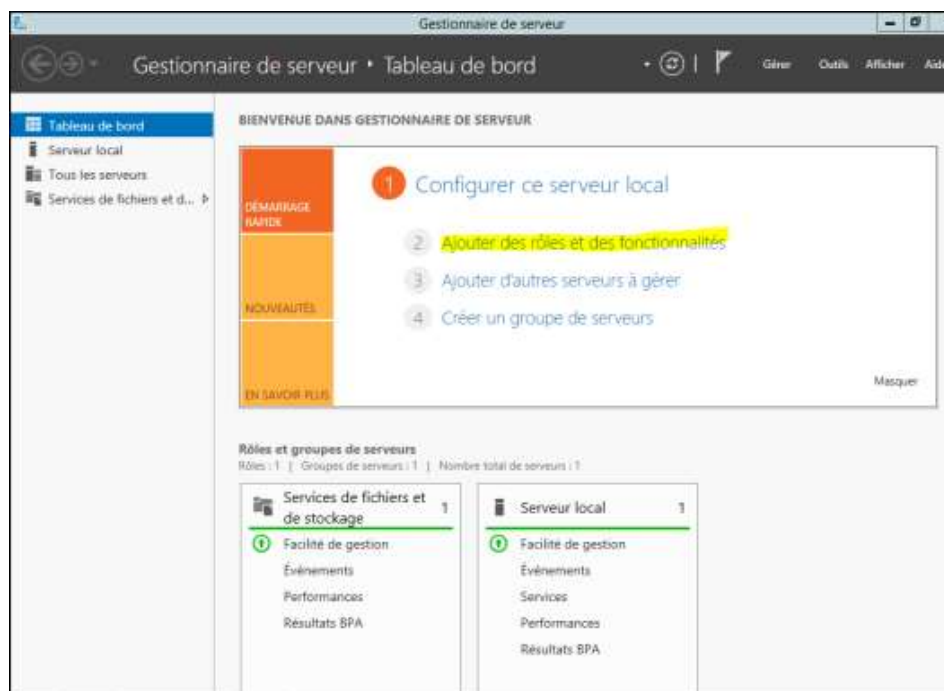 Gestionnaire de serveur
Gestionnaire de serveur • Tableau de bord
Gérer Outils Afficher Aide
Tableau de bord
Serveur local
Tous les serveurs
Services de fichiers et d...
BIENVENUE DANS GESTIONNAIRE DE SERVEUR
DÉMARRAGE
RAPIDE
NOUVEAUTÉS
EN SAVOIR PLUS
1 Configurer ce serveur local
2 Ajouter des rôles et des fonctionnalités
3 Ajouter d'autres serveurs à gérer
4 Créer un groupe de serveurs
Masquer
Rôles et groupes de serveurs
Rôles : 1 | Groupes de serveurs : 1 | Nombre total de serveurs : 1
Services de fichiers et
de stockage 1
Facilité de gestion
Événements
Performances
Résultats BPA
Serveur local 1
Facilité de gestion
Événements
Services
Performances
Résultats BPA